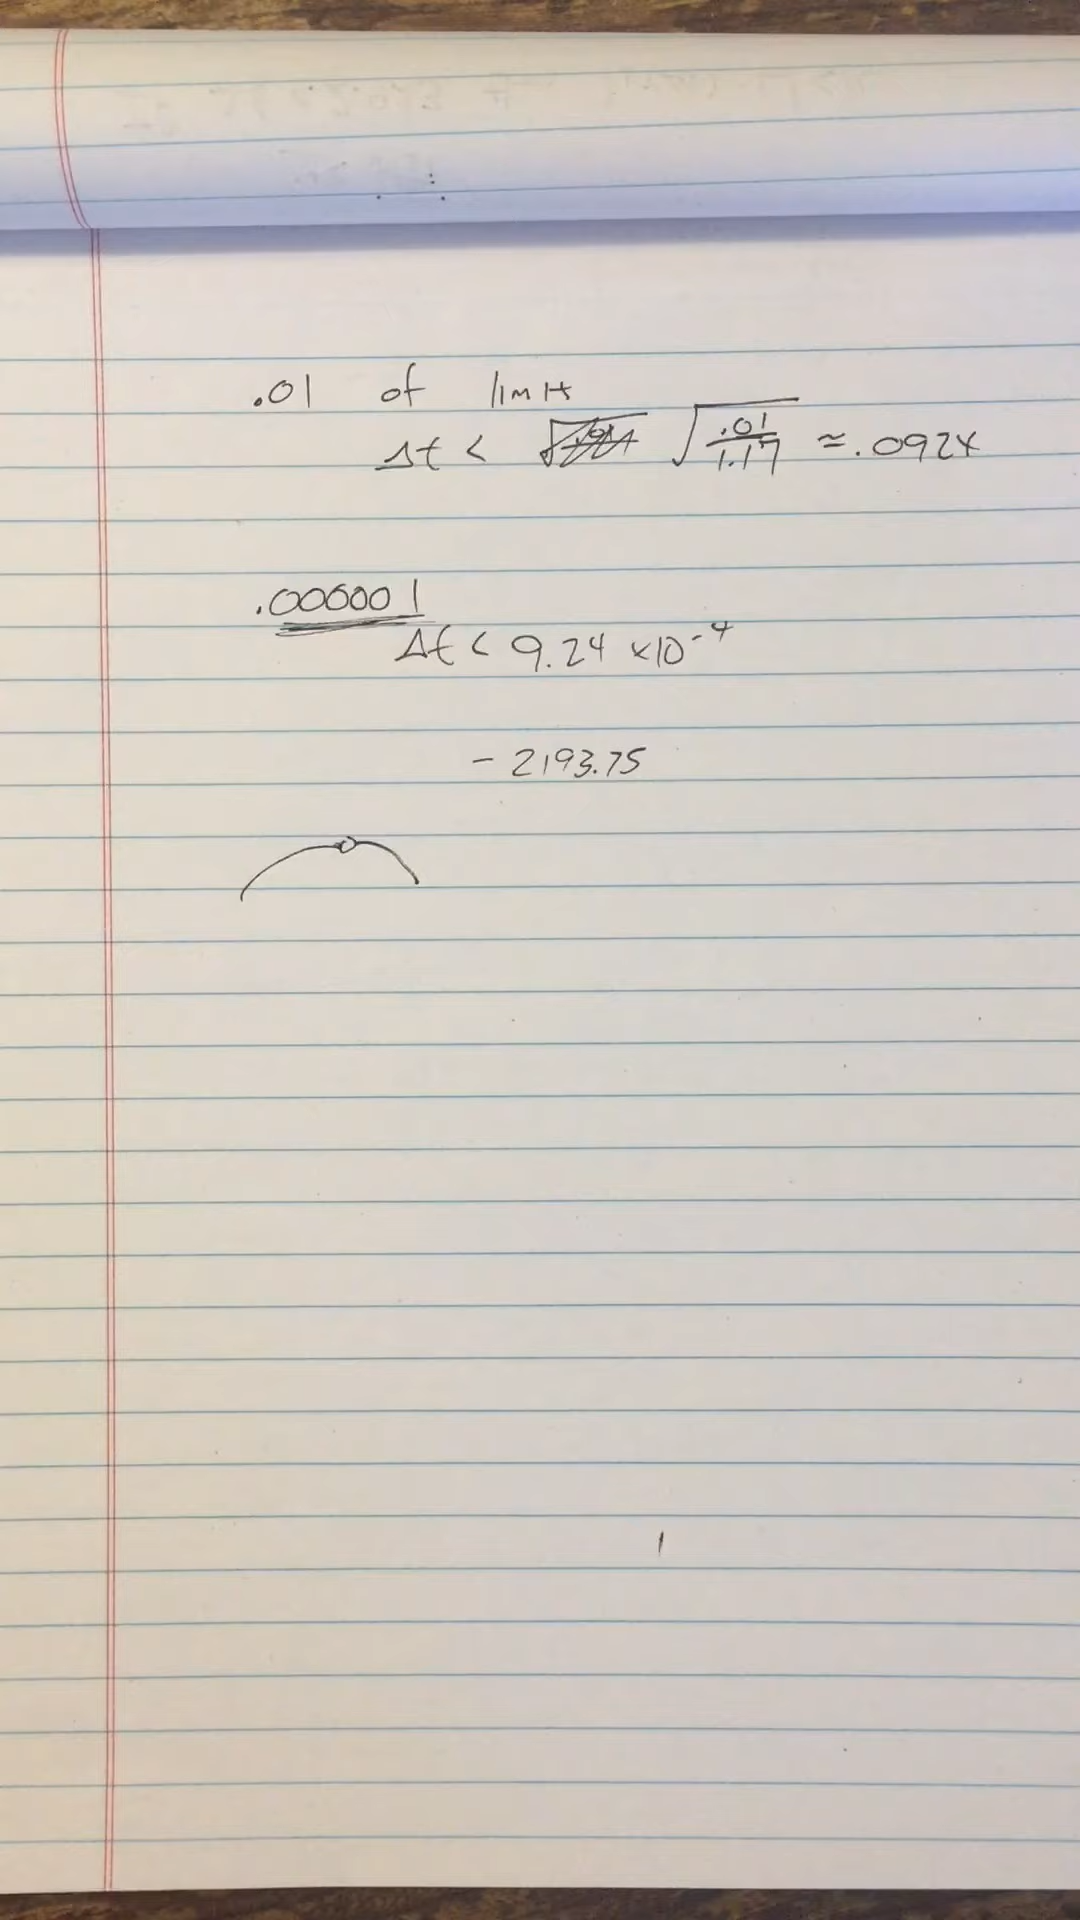 .01 of limit
Δt < √(.01/1.17) ≈ .0924
.000001
Δt < 9.24 ×10⁻⁴
- 2193.75